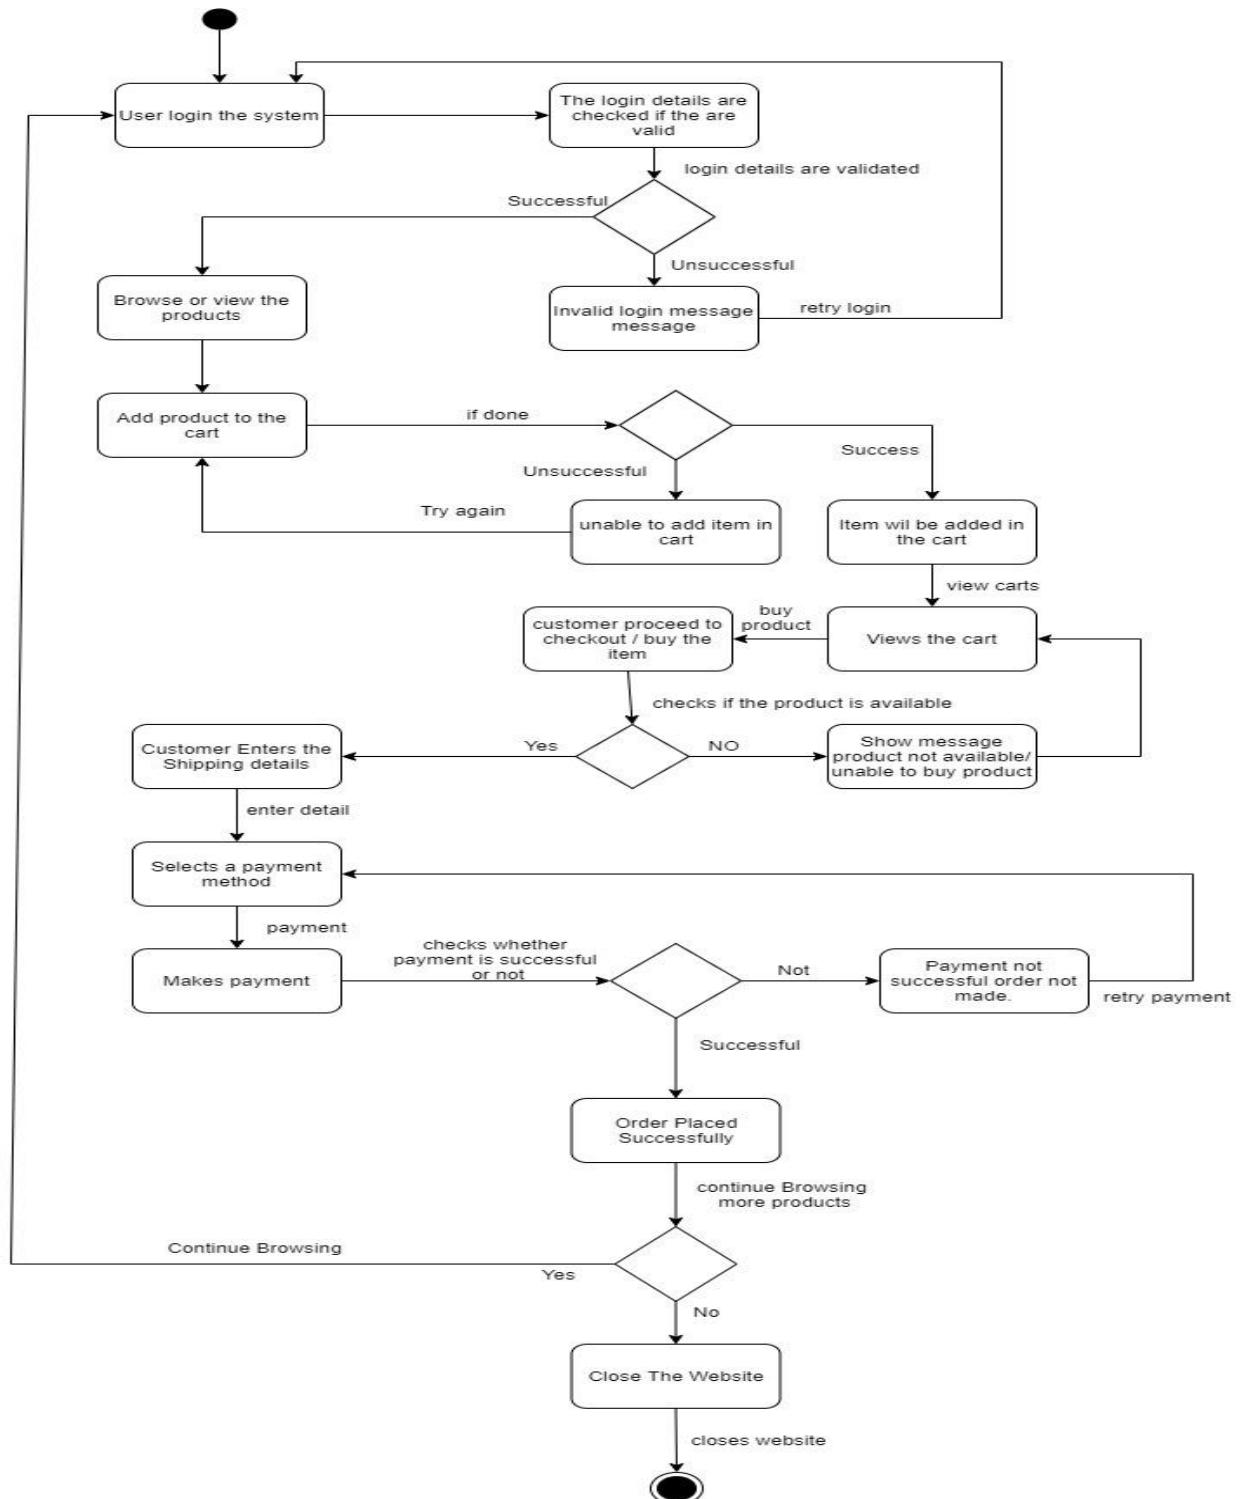 User login the system
The login details are
checked if the are
valid
login details are validated
Successful
Unsuccessful
Browse or view the
products
Invalid login message
message
retry login
Add product to the
cart
if done
Success
Unsuccessful
Try again
unable to add item in
cart
Item wil be added in
the cart
view carts
customer proceed to
checkout / buy the
item
buy
product
Views the cart
checks if the product is available
Customer Enters the
Shipping details
Yes
NO
Show message
product not available/
unable to buy product
enter detail
Selects a payment
method
payment
Makes payment
checks whether
payment is successful
or not
Not
Payment not
successful order not
made.
retry payment
Successful
Order Placed
Successfully
continue Browsing
more products
Continue Browsing
Yes
No
Close The Website
closes website